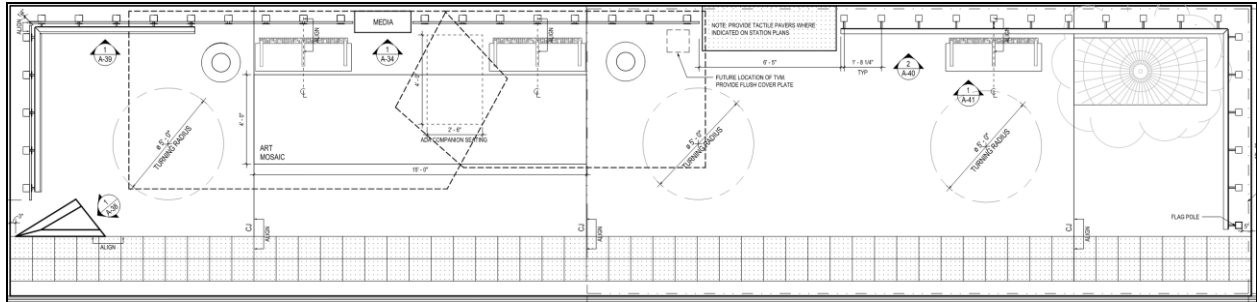 ALIGN
1
A-39
MEDIA
ALIGN
1
A-34
ALIGN
NOTE: PROVIDE TACTILE PAVERS WHERE
INDICATED ON STATION PLANS
6' - 5"
1' - 8 1/4"
TYP
2
A-40
ALIGN
1
A-41
FUTURE LOCATION OF TVM.
PROVIDE FLUSH COVER PLATE
ø 5' - 0"
TURNING RADIUS
4' - 0"
2' - 6"
ADA COMPANION SEATING
ART
MOSAIC
15' - 0"
ø 5' - 0"
TURNING RADIUS
ø 5' - 0"
TURNING RADIUS
1
A-38
ALIGN
CJ
ALIGN
CJ
ALIGN
CJ
ALIGN
FLAG POLE